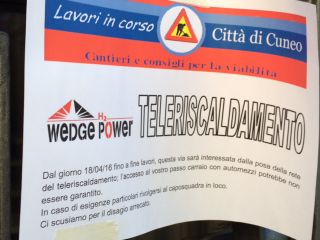 Lavori in corso
Città di Cuneo
Cantieri e consigli per la viabilita
H2
wedge Power
TELERISCALDAMENTO
Dal giorno 18/04/16 fino a fine lavori, questa via sarà interessata dalla posa della rete
del teleriscaldamento; l'accesso al vostro passo carraio con automezzi potrebbe non
essere garantito.
In caso di esigenze particolari rivolgersi al caposquadra in loco.
Ci scusiamo per il disagio arrecato.